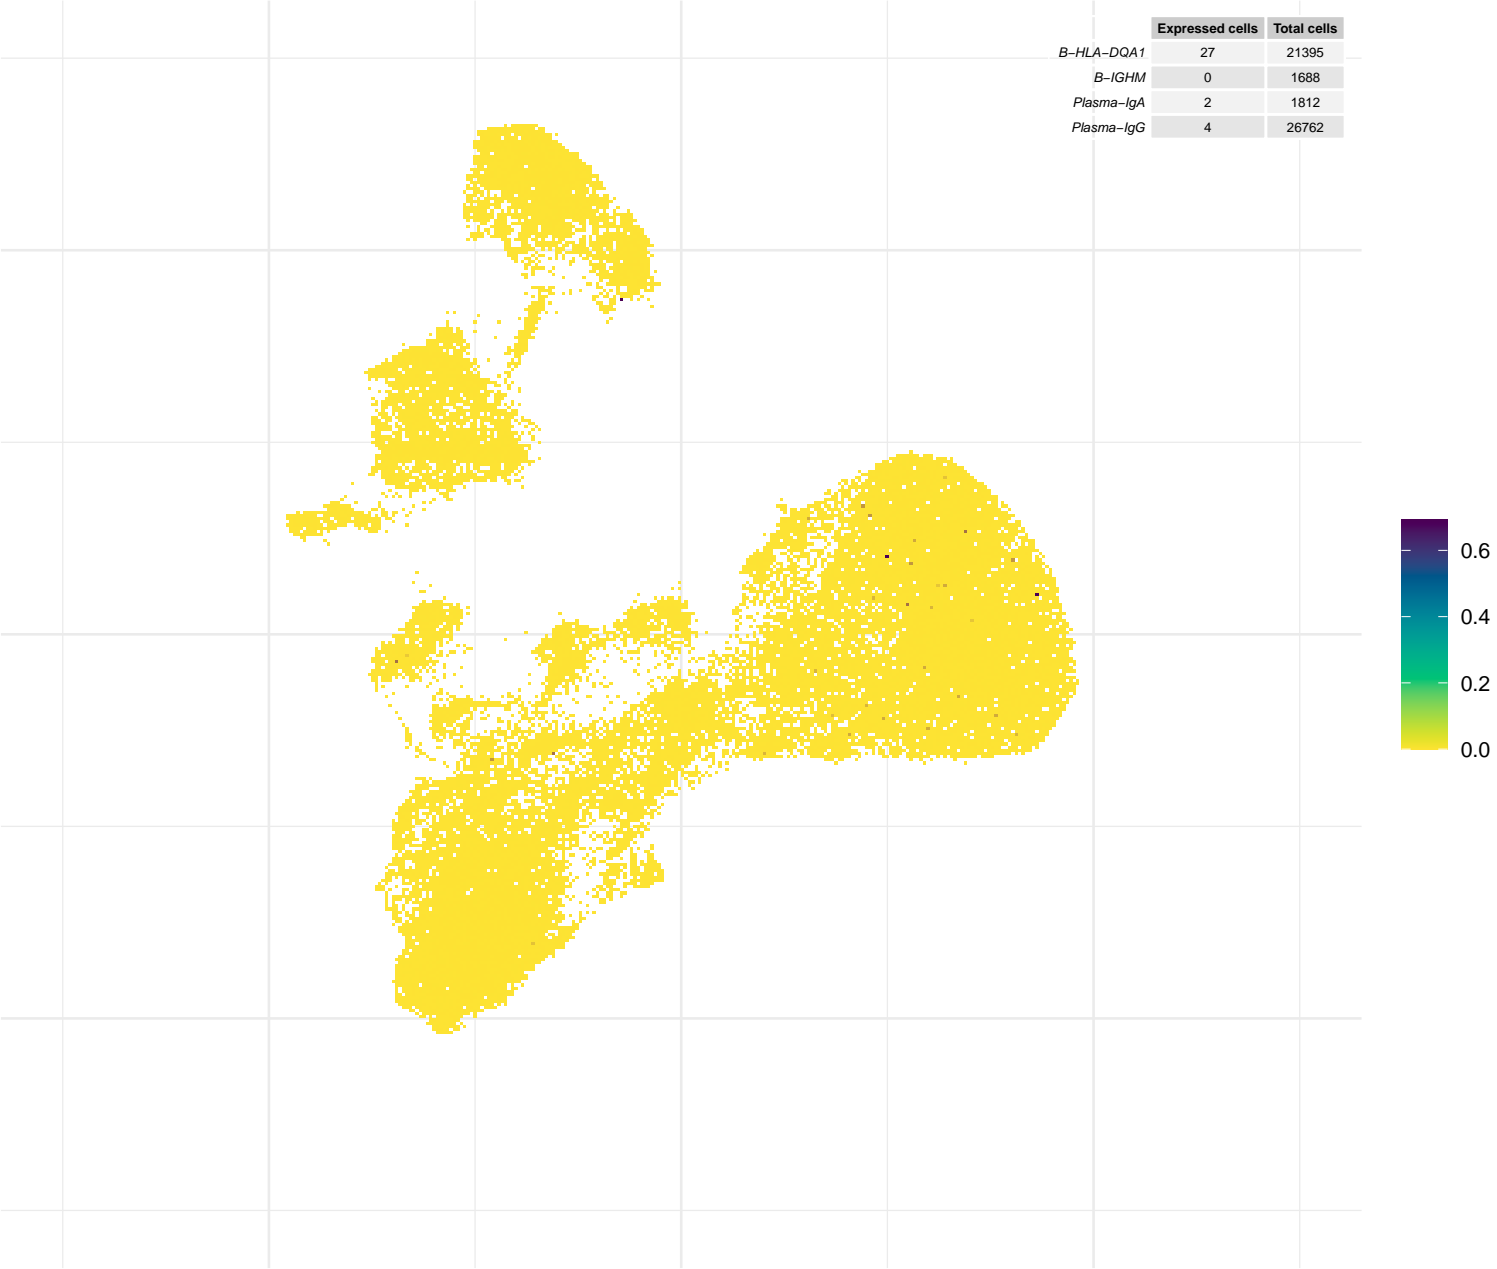 Expressed cells Total cells
B−HLA−DQA1 27 21395
B−IGHM 0 1688
Plasma−IgA 2 1812
Plasma−IgG 4 26762
0.6
0.4
0.2
0.0